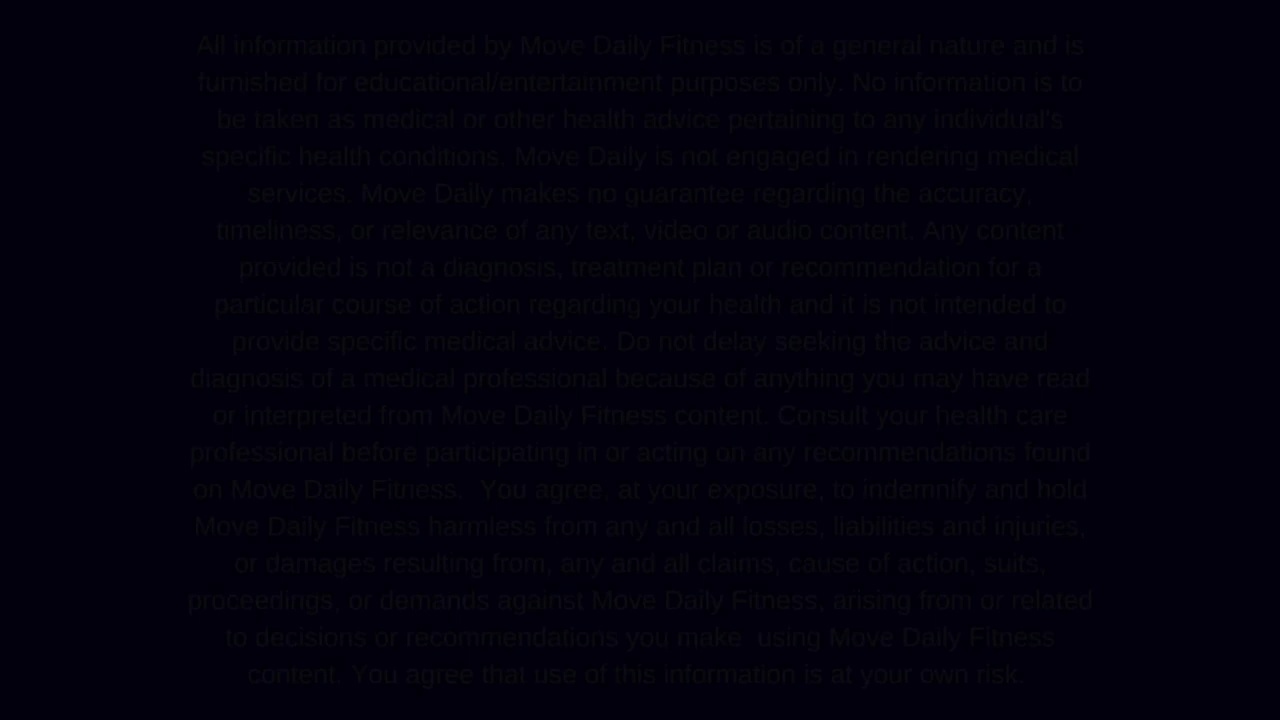 All information provided by Move Daily Fitness is of a general nature and is
furnished for educational/entertainment purposes only. No information is to
be taken as medical or other health advice pertaining to any individual's
specific health conditions. Move Daily is not engaged in rendering medical
services. Move Daily makes no guarantee regarding the accuracy,
timeliness, or relevance of any text, video or audio content. Any content
provided is not a diagnosis, treatment plan or recommendation for a
particular course of action regarding your health and it is not intended to
provide specific medical advice. Do not delay seeking the advice and
diagnosis of a medical professional because of anything you may have read
or interpreted from Move Daily Fitness content. Consult your health care
professional before participating in or acting on any recommendations found
on Move Daily Fitness.  You agree, at your exposure, to indemnify and hold
Move Daily Fitness harmless from any and all losses, liabilities and injuries,
or damages resulting from, any and all claims, cause of action, suits,
proceedings, or demands against Move Daily Fitness, arising from or related
to decisions or recommendations you make  using Move Daily Fitness
content. You agree that use of this information is at your own risk.